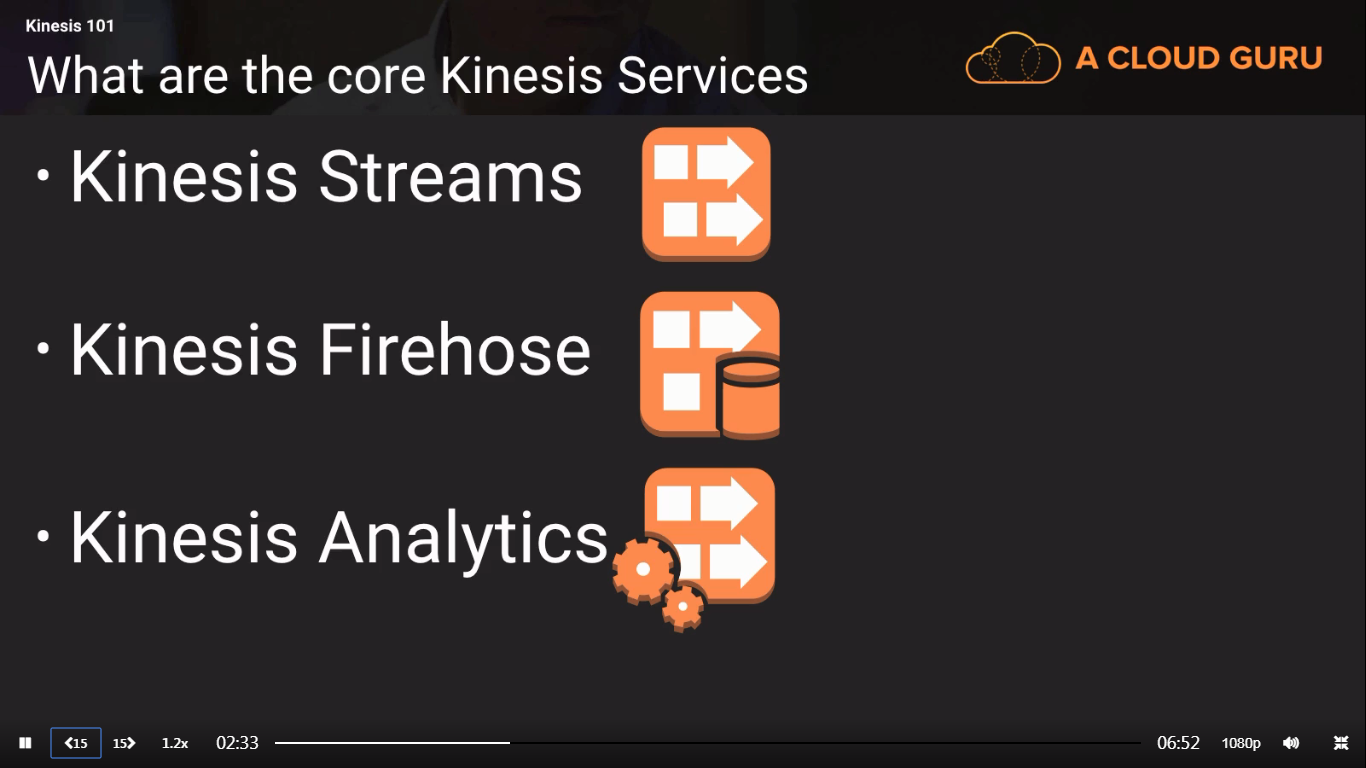 Kinesis 101
What are the core Kinesis Services
A CLOUD GURU
• Kinesis Streams
• Kinesis Firehose
• Kinesis Analytics
15
15
1.2x
02:33
06:52
1080p